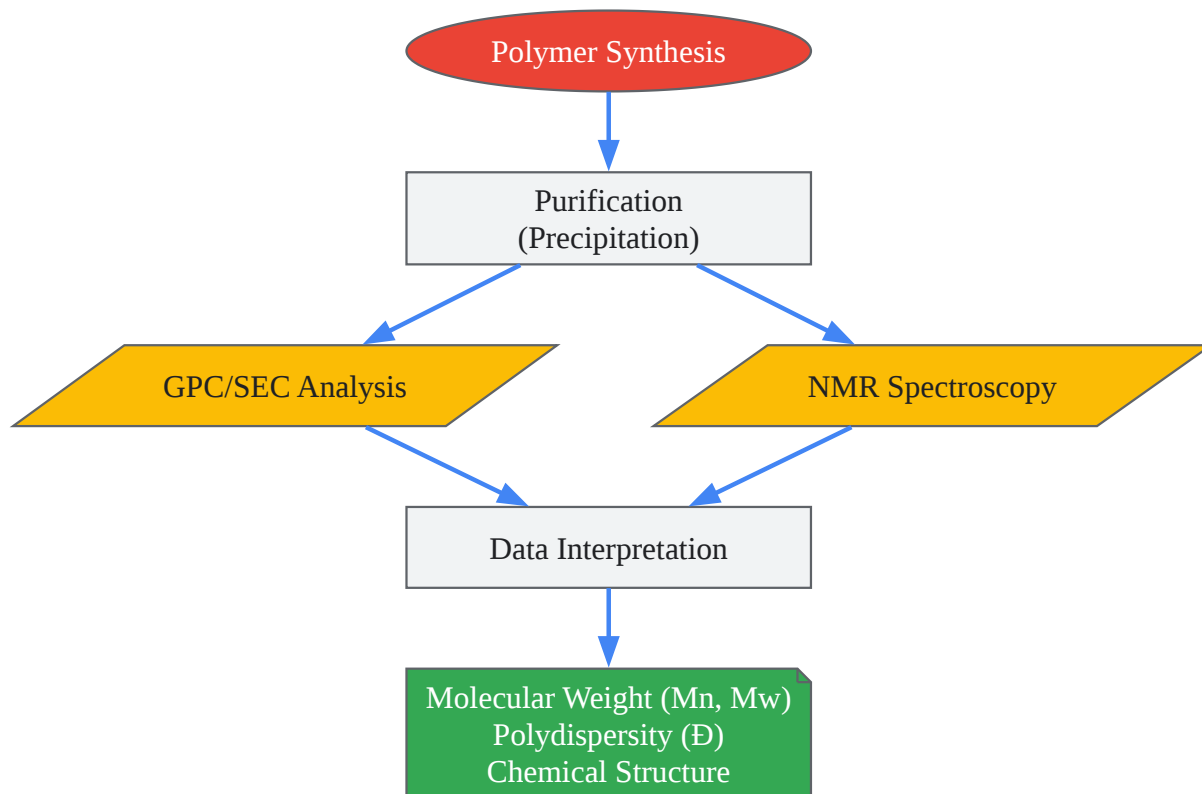 Polymer Synthesis
Purification
(Precipitation)
GPC/SEC Analysis
NMR Spectroscopy
Data Interpretation
Molecular Weight (Mn, Mw)
Polydispersity (Đ)
Chemical Structure